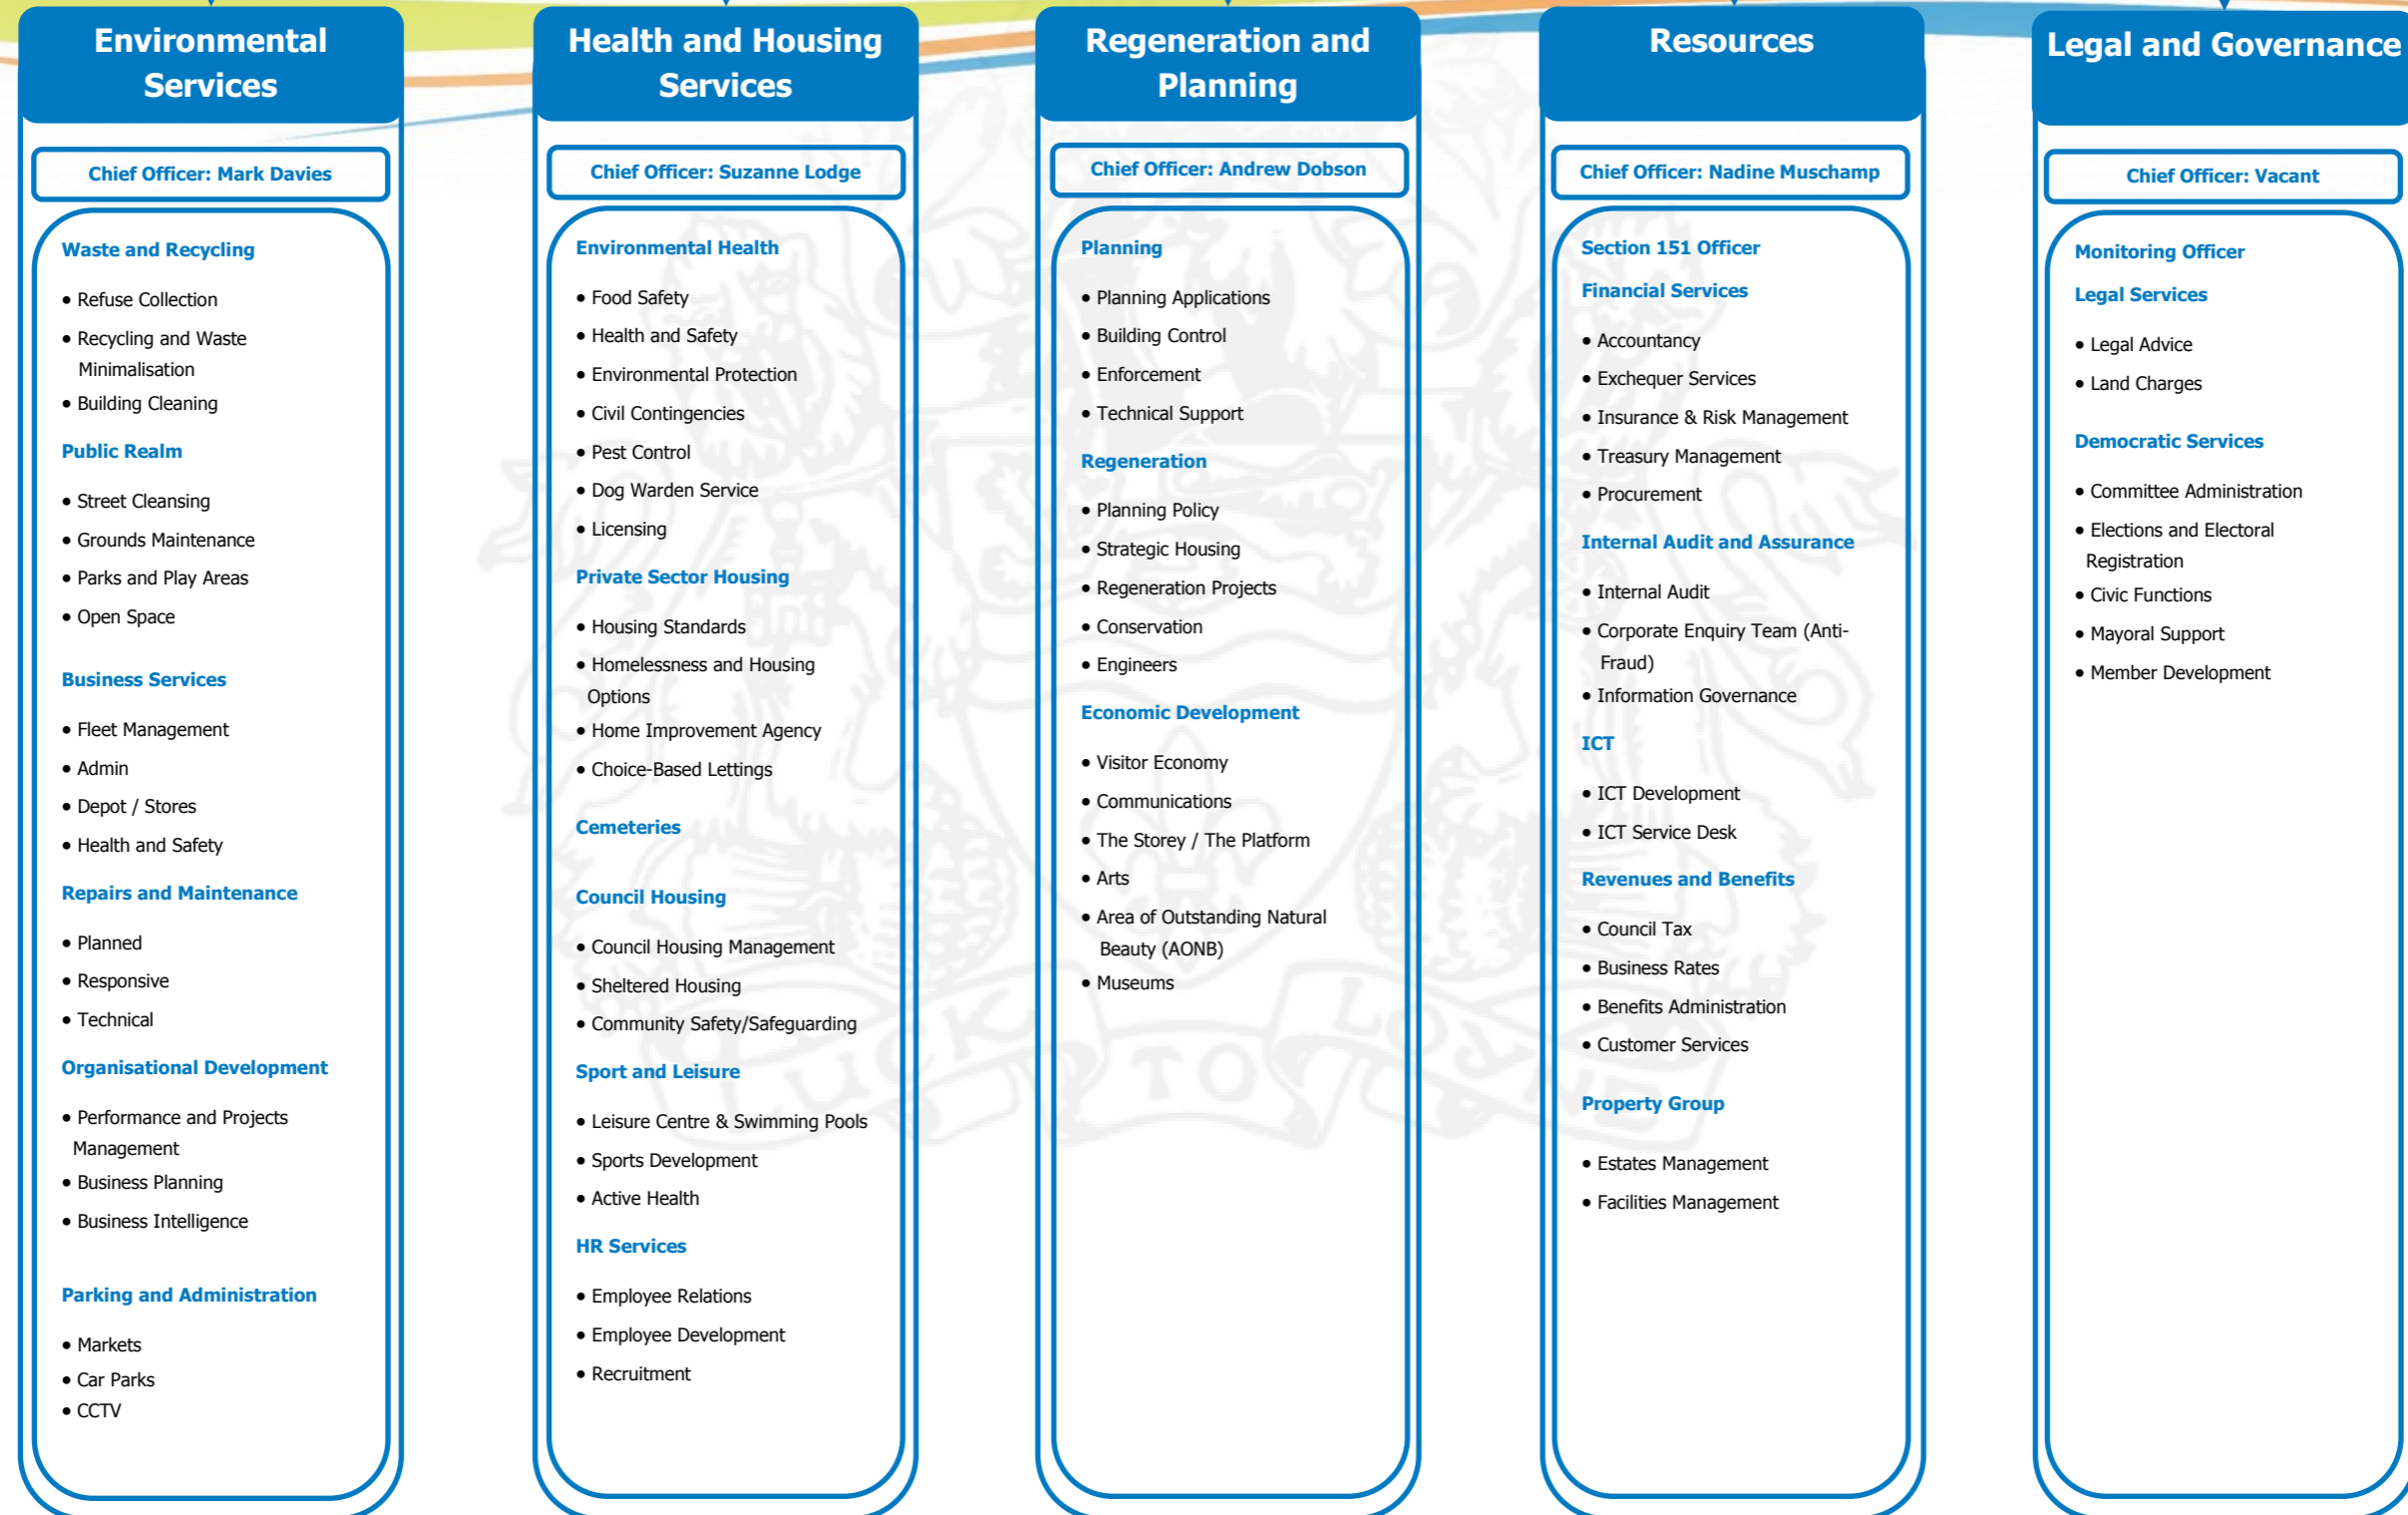 Environmental
Services
Chief Officer: Mark Davies
Waste and Recycling
• Refuse Collection
• Recycling and Waste
Minimalisation
• Building Cleaning
Public Realm
• Street Cleansing
• Grounds Maintenance
• Parks and Play Areas
• Open Space
Business Services
• Fleet Management
• Admin
• Depot / Stores
• Health and Safety
Repairs and Maintenance
• Planned
• Responsive
• Technical
Organisational Development
• Performance and Projects
Management
• Business Planning
• Business Intelligence
Parking and Administration
• Markets
• Car Parks
• CCTV
Health and Housing
Services
Chief Officer: Suzanne Lodge
Environmental Health
• Food Safety
• Health and Safety
• Environmental Protection
• Civil Contingencies
• Pest Control
• Dog Warden Service
• Licensing
Private Sector Housing
• Housing Standards
• Homelessness and Housing
Options
• Home Improvement Agency
• Choice-Based Lettings
Cemeteries
Council Housing
• Council Housing Management
• Sheltered Housing
• Community Safety/Safeguarding
Sport and Leisure
• Leisure Centre & Swimming Pools
• Sports Development
• Active Health
HR Services
• Employee Relations
• Employee Development
• Recruitment
Regeneration and
Planning
Chief Officer: Andrew Dobson
Planning
• Planning Applications
• Building Control
• Enforcement
• Technical Support
Regeneration
• Planning Policy
• Strategic Housing
• Regeneration Projects
• Conservation
• Engineers
Economic Development
• Visitor Economy
• Communications
• The Storey / The Platform
• Arts
• Area of Outstanding Natural
Beauty (AONB)
• Museums
Resources
Chief Officer: Nadine Muschamp
Section 151 Officer
Financial Services
• Accountancy
• Exchequer Services
• Insurance & Risk Management
• Treasury Management
• Procurement
Internal Audit and Assurance
• Internal Audit
• Corporate Enquiry Team (Anti-
Fraud)
• Information Governance
ICT
• ICT Development
• ICT Service Desk
Revenues and Benefits
• Council Tax
• Business Rates
• Benefits Administration
• Customer Services
Property Group
• Estates Management
• Facilities Management
Legal and Governance
Chief Officer: Vacant
Monitoring Officer
Legal Services
• Legal Advice
• Land Charges
Democratic Services
• Committee Administration
• Elections and Electoral
Registration
• Civic Functions
• Mayoral Support
• Member Development
LUCK TO LOYNE